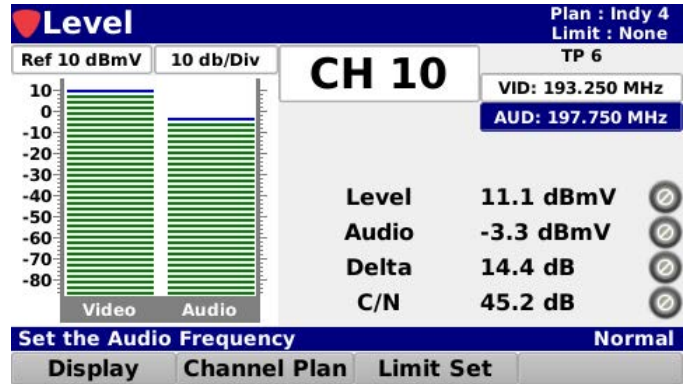 Level
Plan : Indy 4
Limit : None
Ref 10 dBmV
10 db/Div
CH 10
TP 6
VID: 193.250 MHz
AUD: 197.750 MHz
10
0
-10
-20
-30
-40
-50
-60
-70
-80
Video Audio
Level 11.1 dBmV
Audio -3.3 dBmV
Delta 14.4 dB
C/N 45.2 dB
Set the Audio Frequency Normal
Display Channel Plan Limit Set